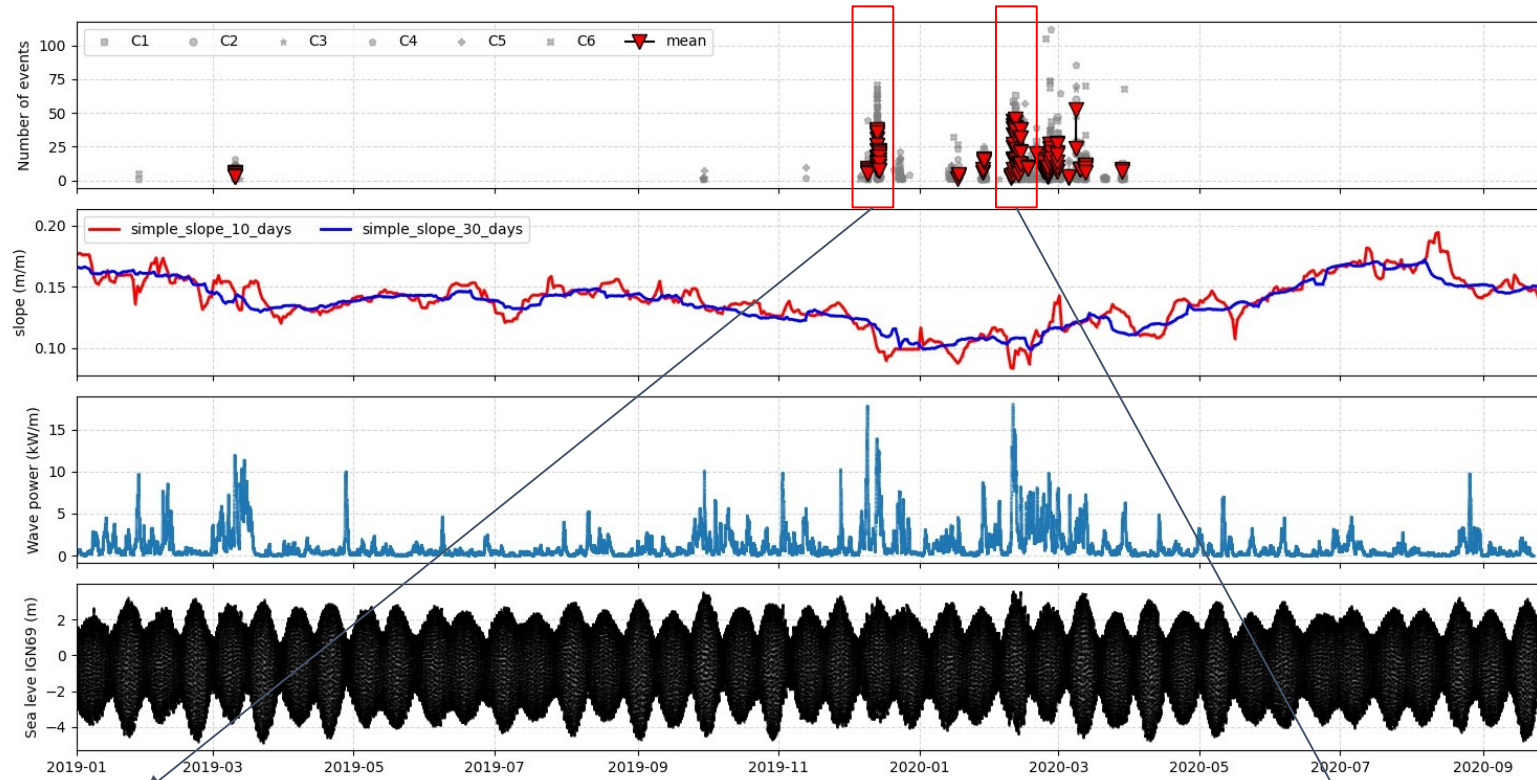 Number of events
100
75
50
25
0
C1 C2 C3 C4 C5 C6 mean
slope (m/m)
0.20
0.15
0.10
simple_slope_10_days simple_slope_30_days
Wave power (kW/m)
15
10
5
0
Sea leve IGN69 (m)
2
0
−2
−4
2019-01 2019-03 2019-05 2019-07 2019-09 2019-11 2020-01 2020-03 2020-05 2020-07 2020-09